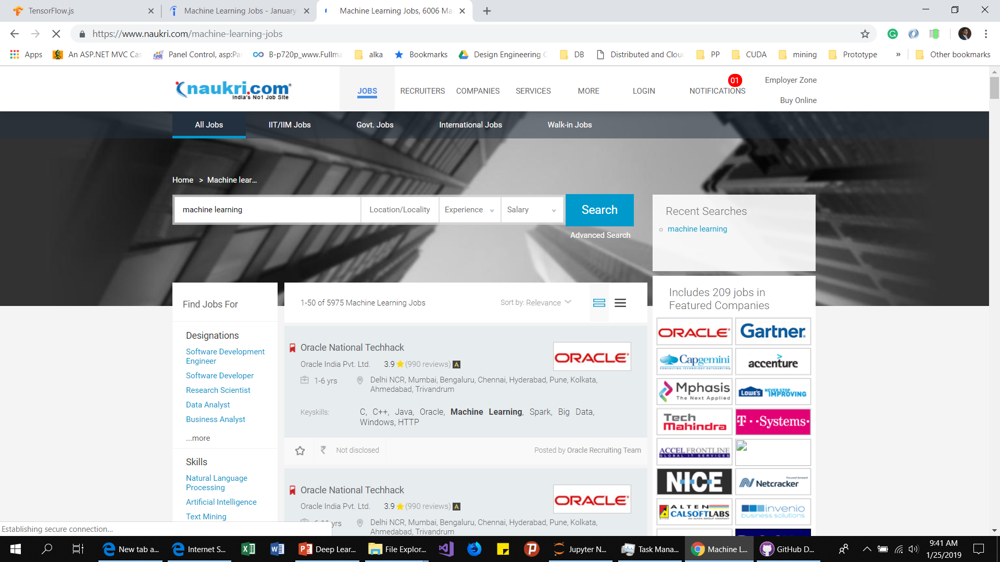 TensorFlow.js
Machine Learning Jobs - January
Machine Learning Jobs, 6006 Ma
https://www.naukri.com/machine-learning-jobs
Apps
An ASP.NET MVC Cas
Panel Control, asp:Pan
B-p720p_www.Fullma
alka
Bookmarks
Design Engineering C
DB
Distributed and Clou
PP
CUDA
mining
Prototype
»
Other bookmarks
naukri.com
India's No1 Job Site
JOBS
RECRUITERS
COMPANIES
SERVICES
MORE
LOGIN
01
NOTIFICATIONS
Employer Zone
Buy Online
All Jobs
IIT/IIM Jobs
Govt. Jobs
International Jobs
Walk-in Jobs
Home > Machine lear...
machine learning
Location/Locality
Experience
Salary
Search
Advanced Search
Recent Searches
machine learning
Find Jobs For
Designations
Software Development
Engineer
Software Developer
Research Scientist
Data Analyst
Business Analyst
...more
Skills
Natural Language
Processing
Artificial Intelligence
Text Mining
1-50 of 5975 Machine Learning Jobs
Sort by: Relevance
Oracle National Techhack
ORACLE
Oracle India Pvt. Ltd.
3.9 (990 reviews) A
1-6 yrs
Delhi NCR, Mumbai, Bengaluru, Chennai, Hyderabad, Pune, Kolkata,
Ahmedabad, Trivandrum
Keyskills:
C, C++, Java, Oracle, Machine Learning, Spark, Big Data,
Windows, HTTP
₹ Not disclosed
Posted by Oracle Recruiting Team
Oracle National Techhack
ORACLE
Oracle India Pvt. Ltd.
3.9 (990 reviews) A
yrs
Delhi NCR, Mumbai, Bengaluru, Chennai, Hyderabad, Pune, Kolkata,
Ahmedabad, Trivandrum
Includes 209 jobs in
Featured Companies
ORACLE
Gartner
Capgemini
CONSULTING.TECHNOLOGY.OUTSOURCING
accenture
Mphasis
The Next Applied
LOWE'S
NEVER STOP
IMPROVING
Tech
Mahindra
T··Systems·
ACCEL FRONTLINE
GLOBAL IT SERVICES
NICE
Focused forward
Netcracker
ALTEN
CALSOFTLABS
AN ALTEN GROUP COMPANY
invenio
business solutions
Establishing secure connection...
New tab a...
Internet S...
Deep Lear...
File Explor...
Jupyter N...
Task Mana...
Machine L...
GitHub D...
9:41 AM
1/25/2019